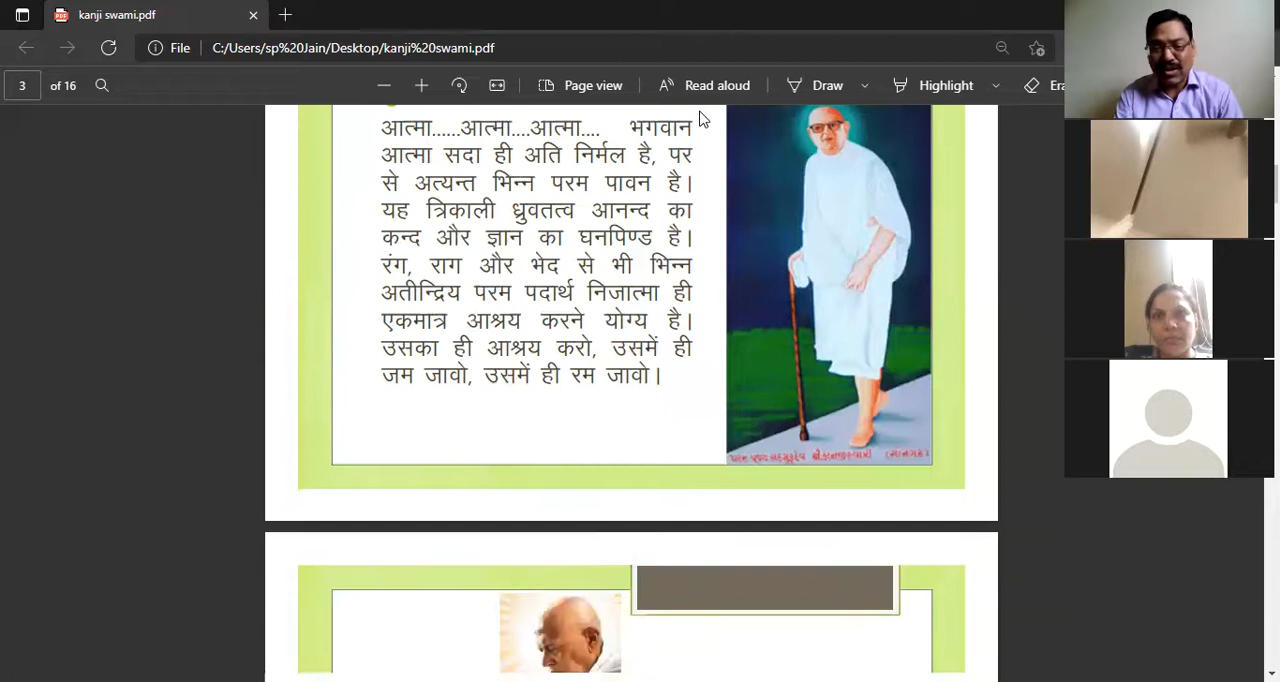 kanji swami.pdf
File C:/Users/sp%20Jain/Desktop/kanji%20swami.pdf
3 of 16 Page view Read aloud Draw Highlight Era
आत्मा......आत्मा....आत्मा.... भगवान
आत्मा सदा ही अति निर्मल है, पर
से अत्यन्त भिन्न परम पावन है।
यह त्रिकाली ध्रुवतत्व आनन्द का
कन्द और ज्ञान का घनपिण्ड है।
रंग, राग और भेद से भी भिन्न
अतीन्द्रिय परम पदार्थ निजात्मा ही
एकमात्र आश्रय करने योग्य है।
उसका ही आश्रय करो, उसमें ही
जम जावो, उसमें ही रम जावो।